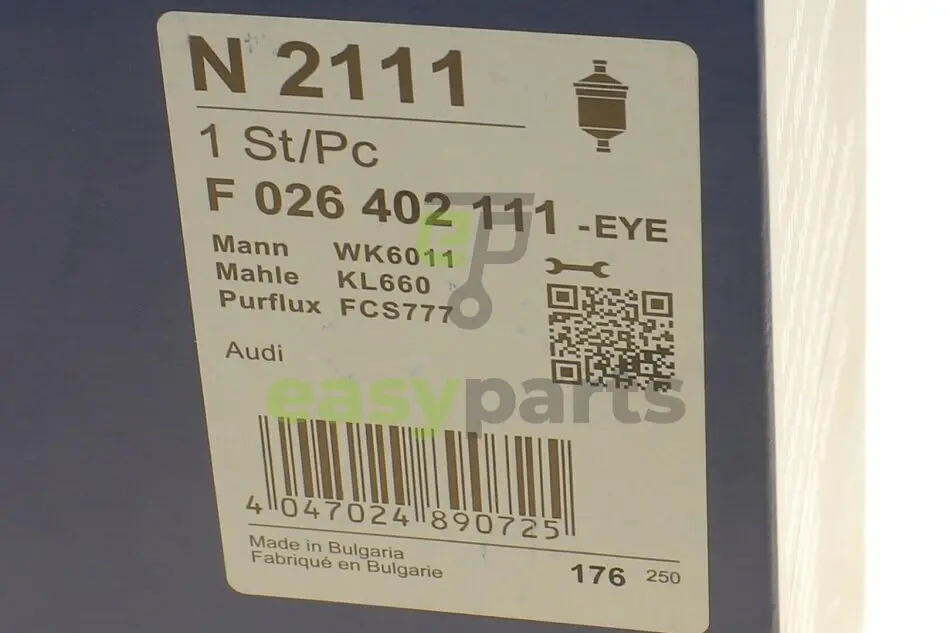 N 2111
1 St/Pc
F 026 402 111 -EYE
Mann WK6011
Mahle KL660
Purflux FCS777
Audi
easyparts
4 047024 890725
Made in Bulgaria
Fabriqué en Bulgarie
176 250